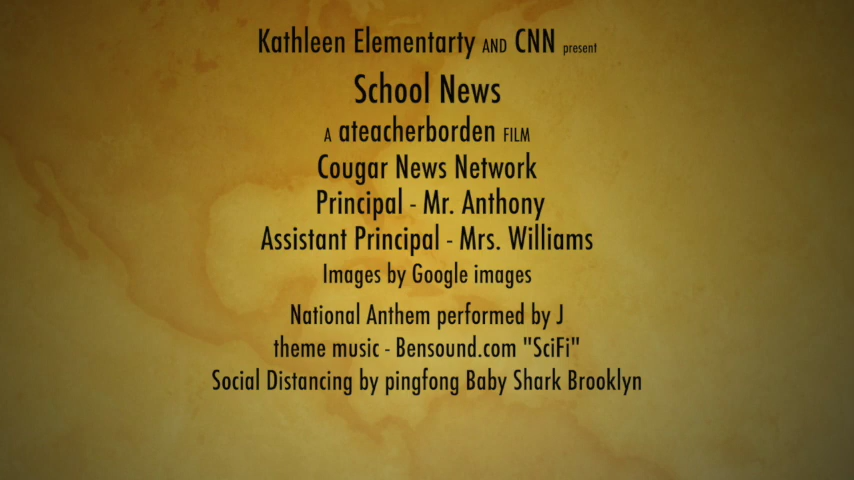 Kathleen Elementarty AND CNN present
School News
A ateacherborden FILM
Cougar News Network
Principal - Mr. Anthony
Assistant Principal - Mrs. Williams
Images by Google images
National Anthem performed by J
theme music - Bensound.com "SciFi"
Social Distancing by pingfong Baby Shark Brooklyn